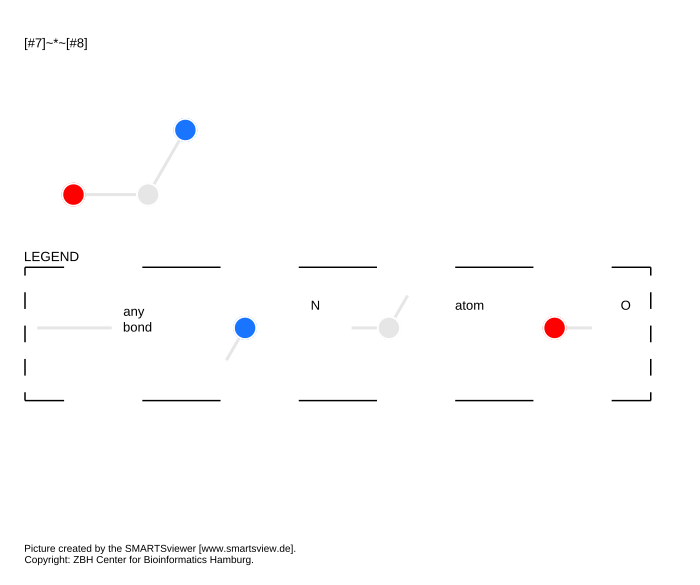 [#7]~*~[#8]
LEGEND
any
bond
N
atom
O
Picture created by the SMARTSviewer [www.smartsview.de].
Copyright: ZBH Center for Bioinformatics Hamburg.